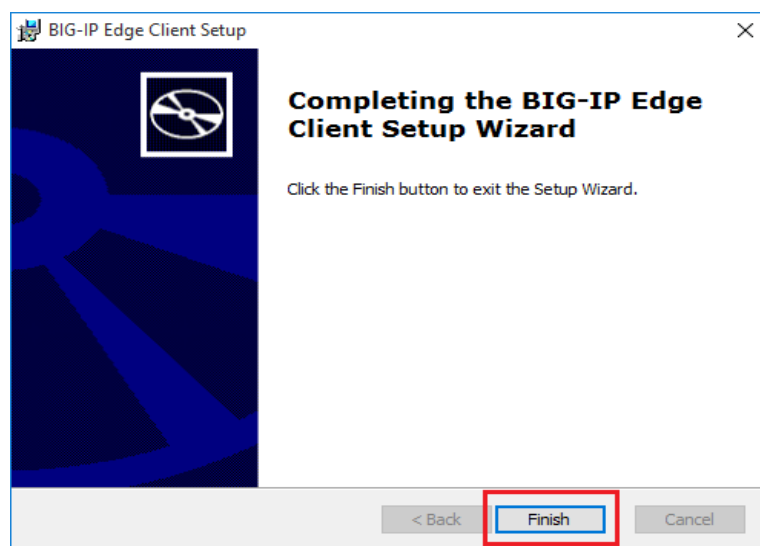 BIG-IP Edge Client Setup
Completing the BIG-IP Edge
Client Setup Wizard
Click the Finish button to exit the Setup Wizard.
< Back
Finish
Cancel